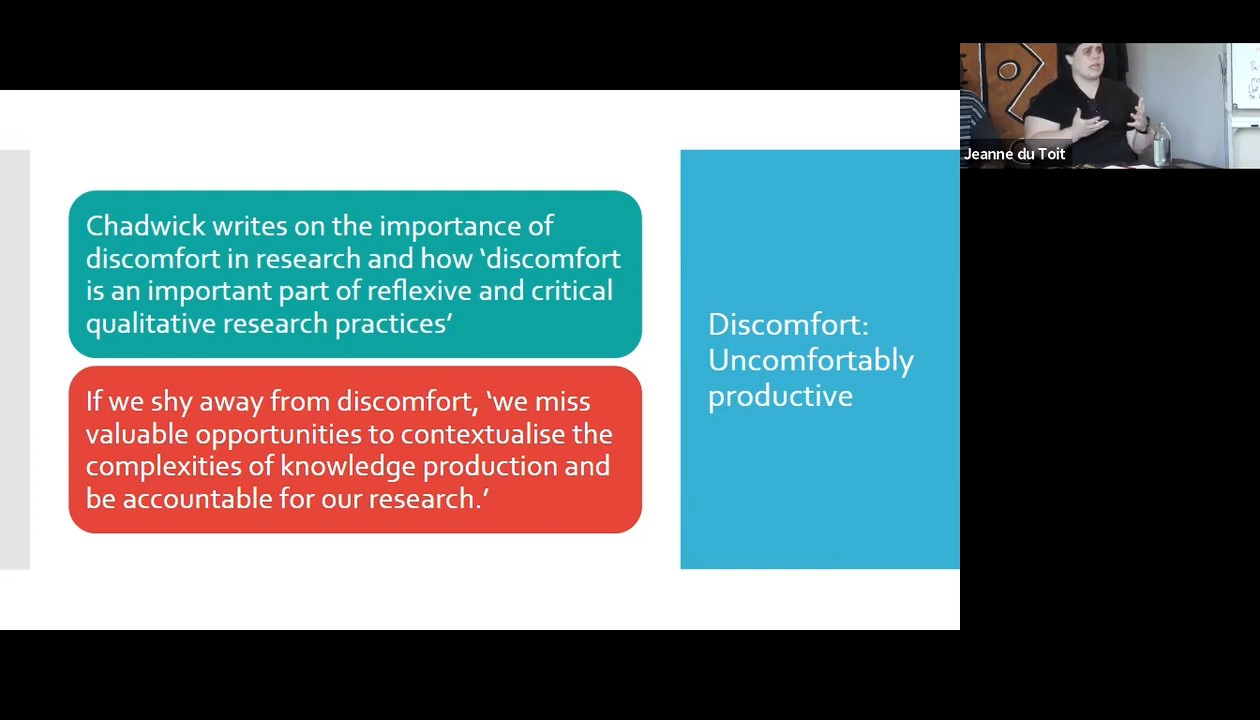 Chadwick writes on the importance of
discomfort in research and how ‘discomfort
is an important part of reflexive and critical
qualitative research practices’
If we shy away from discomfort, ‘we miss
valuable opportunities to contextualise the
complexities of knowledge production and
be accountable for our research.’
Discomfort:
Uncomfortably
productive
Jeanne du Toit